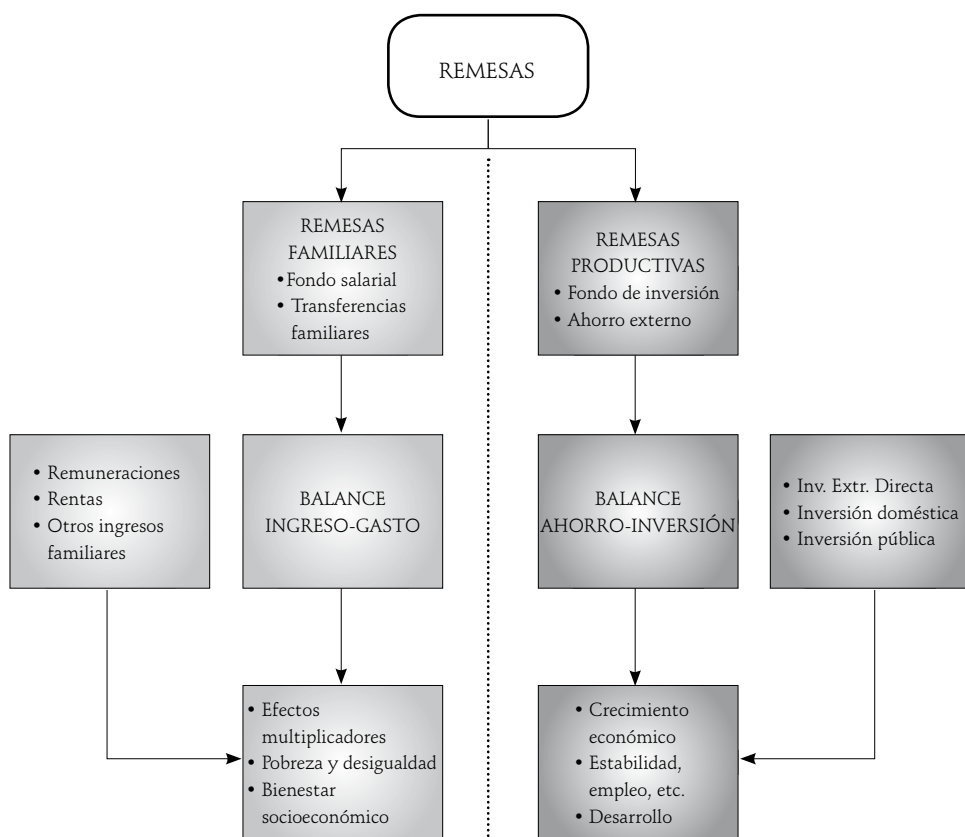 REMESAS
REMESAS
FAMILIARES
•Fondo salarial
• Transferencias
familiares
REMESAS
PRODUCTIVAS
• Fondo de inversión
• Ahorro externo
• Remuneraciones
• Rentas
• Otros ingresos
familiares
BALANCE
INGRESO-GASTO
BALANCE
AHORRO-INVERSIÓN
• Inv. Extr. Directa
• Inversión doméstica
• Inversión pública
• Efectos
multiplicadores
• Pobreza y desigualdad
• Bienestar
socioeconómico
• Crecimiento
económico
• Estabilidad,
empleo, etc.
• Desarrollo